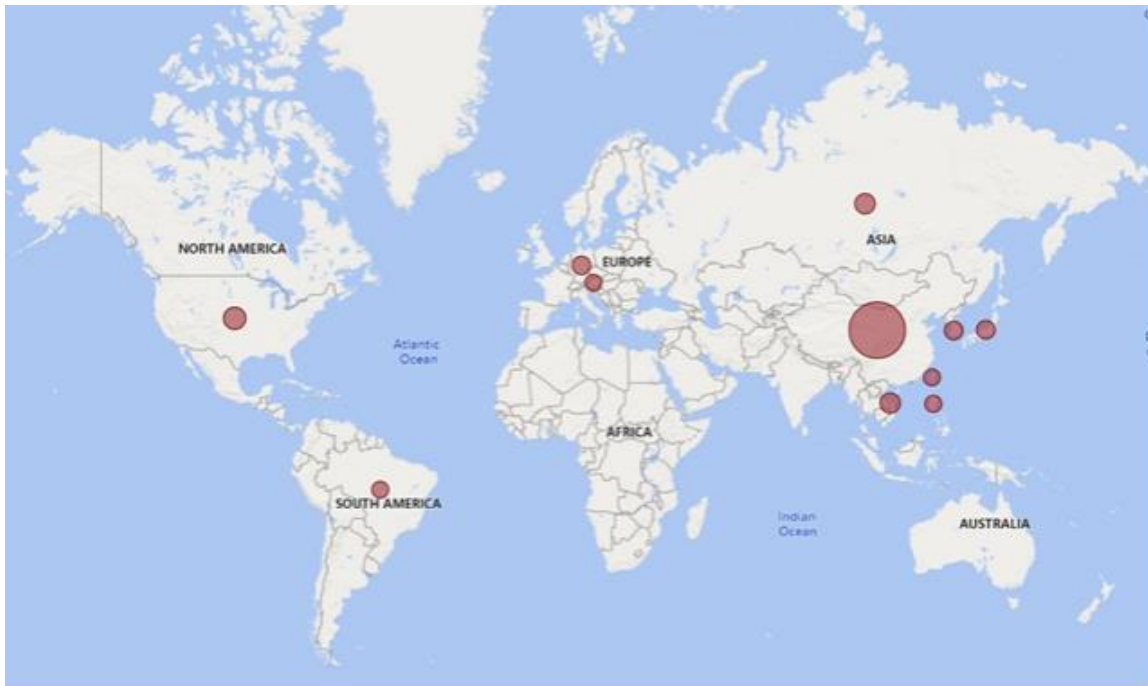 NORTH AMERICA
EUROPE
ASIA
Atlantic
Ocean
AFRICA
SOUTH AMERICA
Indian
Ocean
AUSTRALIA